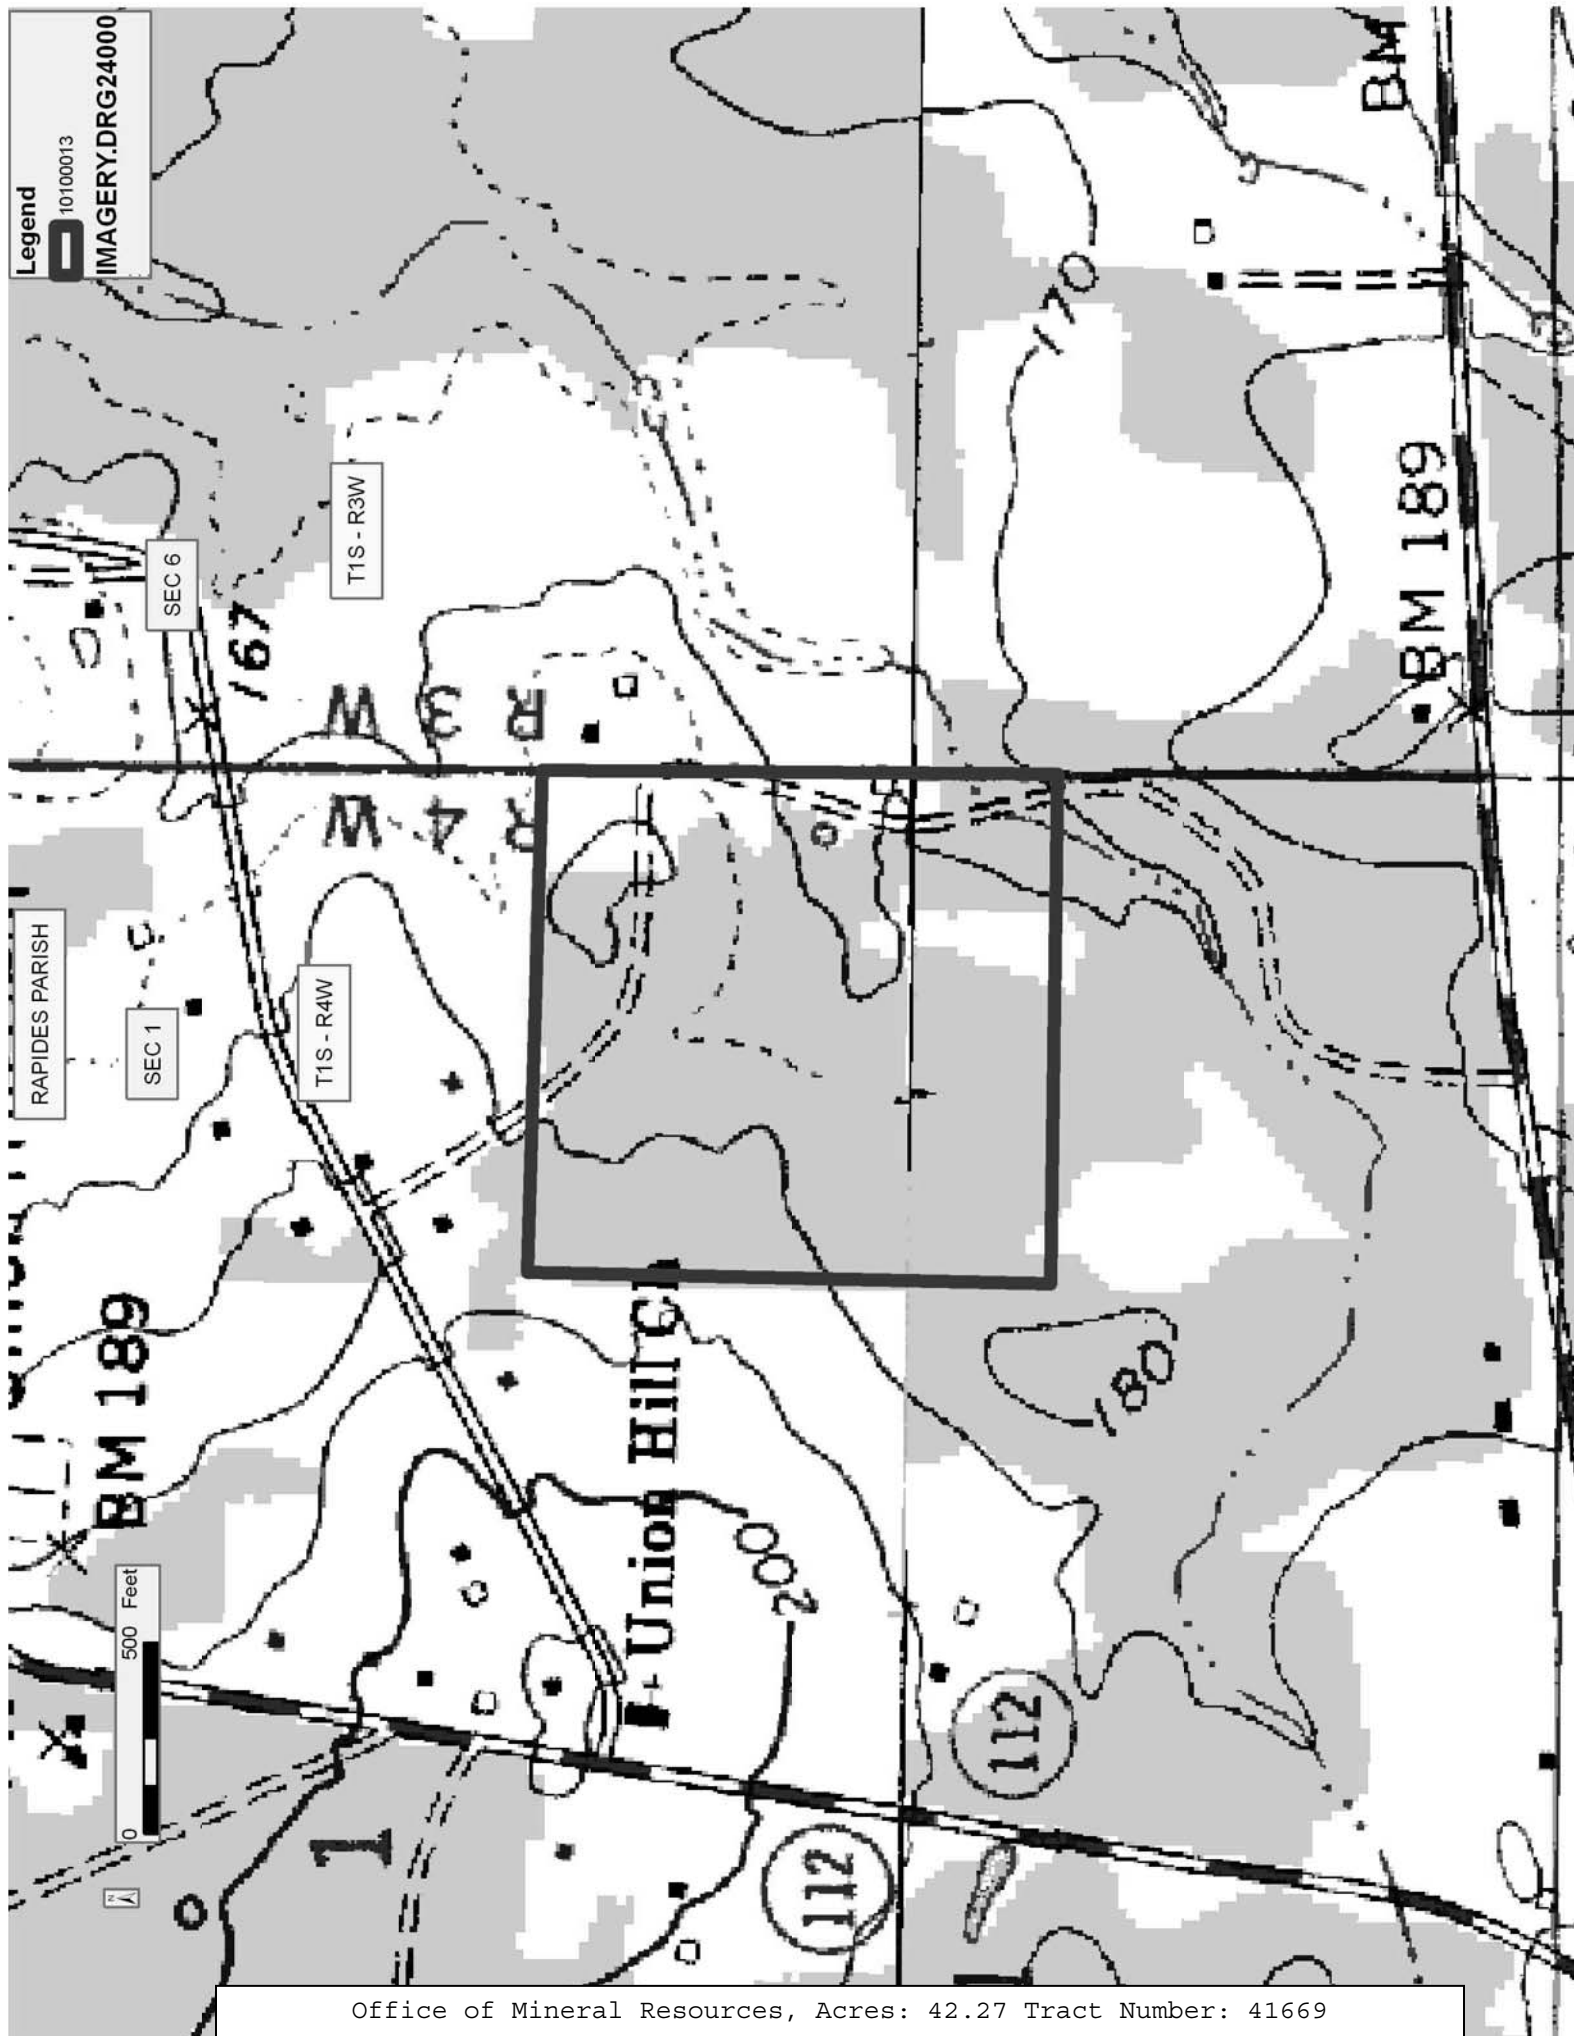 Legend
10100013
IMAGERY.DRG24000
RAPIDES PARISH
SEC 1
T1S - R4W
SEC 6
T1S - R3W
167
R 3 W
R 4 W
BM
BM 189
170
BM 189
180
200
Union Hill Ch
0 500 Feet
N
1
112
112
Office of Mineral Resources, Acres: 42.27 Tract Number: 41669